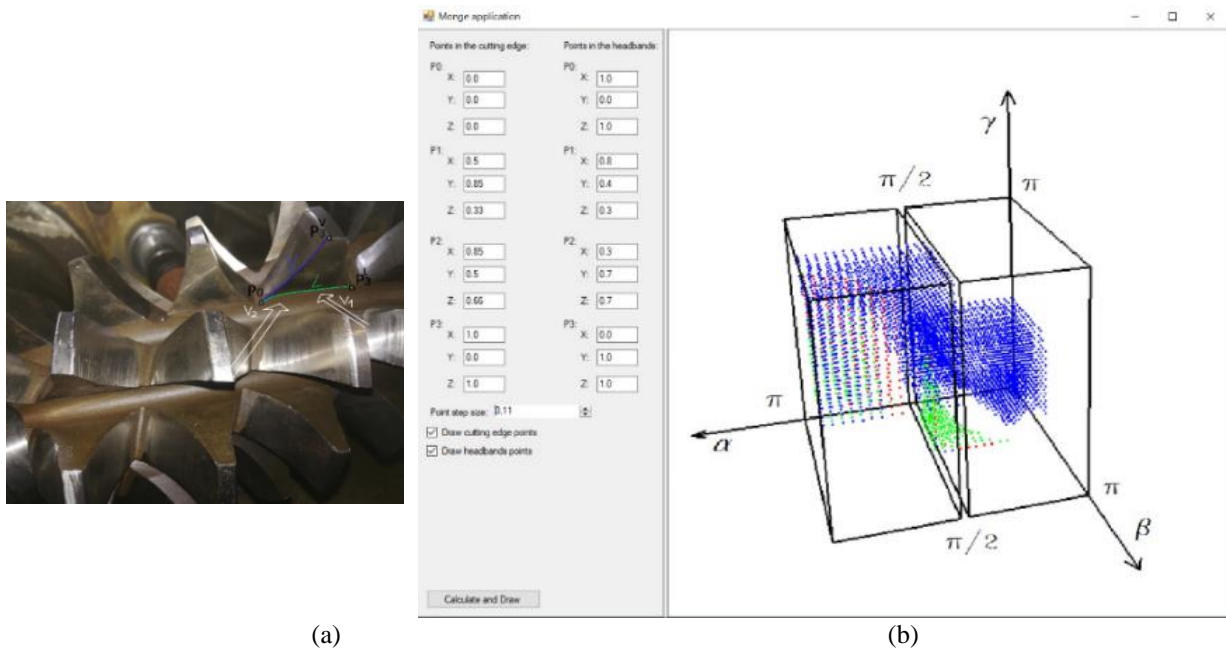 P₃ᵛ
P₃ᴸ
L
P₀
V₂
V₁
(a)
Monge application
Points in the cutting edge:
P0:
X: 0.0
Y: 0.0
Z: 0.0
P1:
X: 0.5
Y: 0.85
Z: 0.33
P2:
X: 0.85
Y: 0.5
Z: 0.66
P3:
X: 1.0
Y: 0.0
Z: 1.0
Points in the headbands:
P0:
X: 1.0
Y: 0.0
Z: 1.0
P1:
X: 0.8
Y: 0.4
Z: 0.3
P2:
X: 0.3
Y: 0.7
Z: 0.7
P3:
X: 0.0
Y: 1.0
Z: 1.0
Point step size: 0,11
Draw cutting edge points
Draw headbands points
Calculate and Draw
γ
π/2
π
π
α
π
π/2
β
(b)